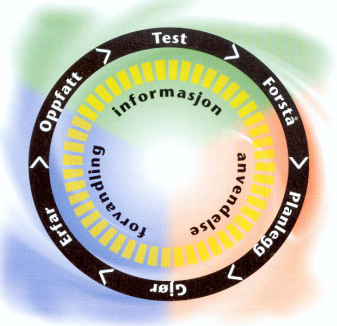 Test
Forstå
Planlegg
Gjør
Erfar
Oppfatt
informasjon
anvendelse
forvandling